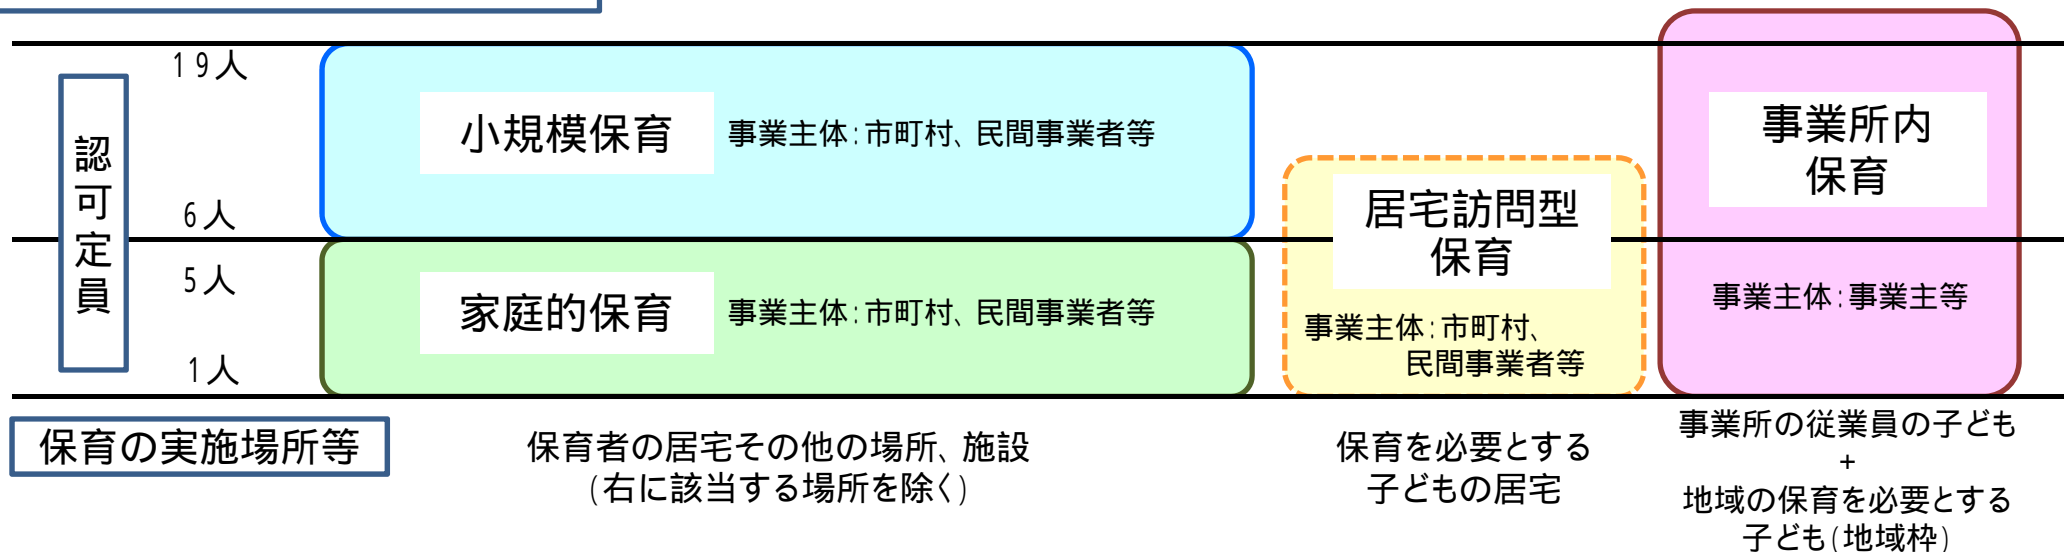 認可定員
19人
6人
5人
1人
小規模保育
事業主体:市町村、民間事業者等
家庭的保育
事業主体:市町村、民間事業者等
居宅訪問型
保育
事業主体:市町村、
民間事業者等
事業所内
保育
事業主体:事業主等
保育の実施場所等
保育者の居宅その他の場所、施設
(右に該当する場所を除く)
保育を必要とする
子どもの居宅
事業所の従業員の子ども
+
地域の保育を必要とする
子ども(地域枠)